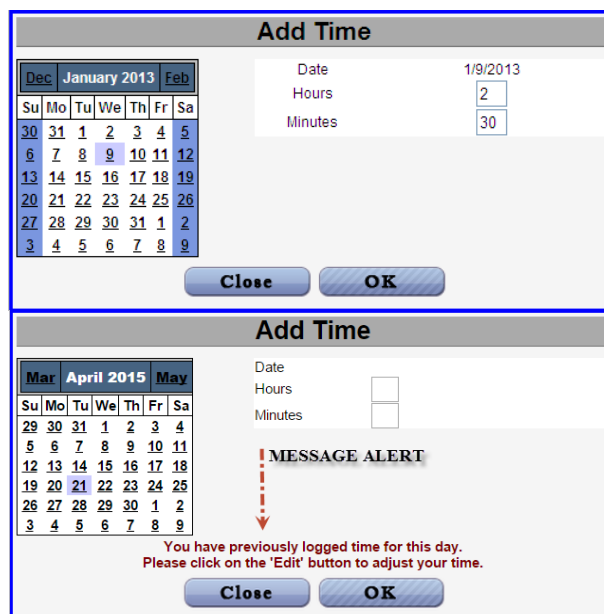 Add Time
Dec January 2013 Feb
Su Mo Tu We Th Fr Sa
30 31 1 2 3 4 5
6 7 8 9 10 11 12
13 14 15 16 17 18 19
20 21 22 23 24 25 26
27 28 29 30 31 1 2
3 4 5 6 7 8 9
Date 1/9/2013
Hours 2
Minutes 30
Close OK
Add Time
Mar April 2015 May
Su Mo Tu We Th Fr Sa
29 30 31 1 2 3 4
5 6 7 8 9 10 11
12 13 14 15 16 17 18
19 20 21 22 23 24 25
26 27 28 29 30 1 2
3 4 5 6 7 8 9
Date
Hours
Minutes
MESSAGE ALERT
You have previously logged time for this day.
Please click on the 'Edit' button to adjust your time.
Close OK